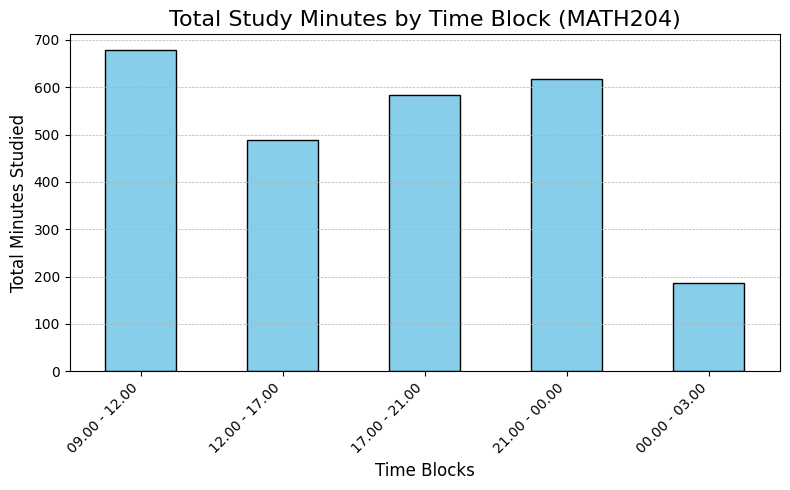 Total Study Minutes by Time Block (MATH204)
Total Minutes Studied
700
600
500
400
300
200
100
0
09.00 - 12.00
12.00 - 17.00
17.00 - 21.00
21.00 - 00.00
00.00 - 03.00
Time Blocks